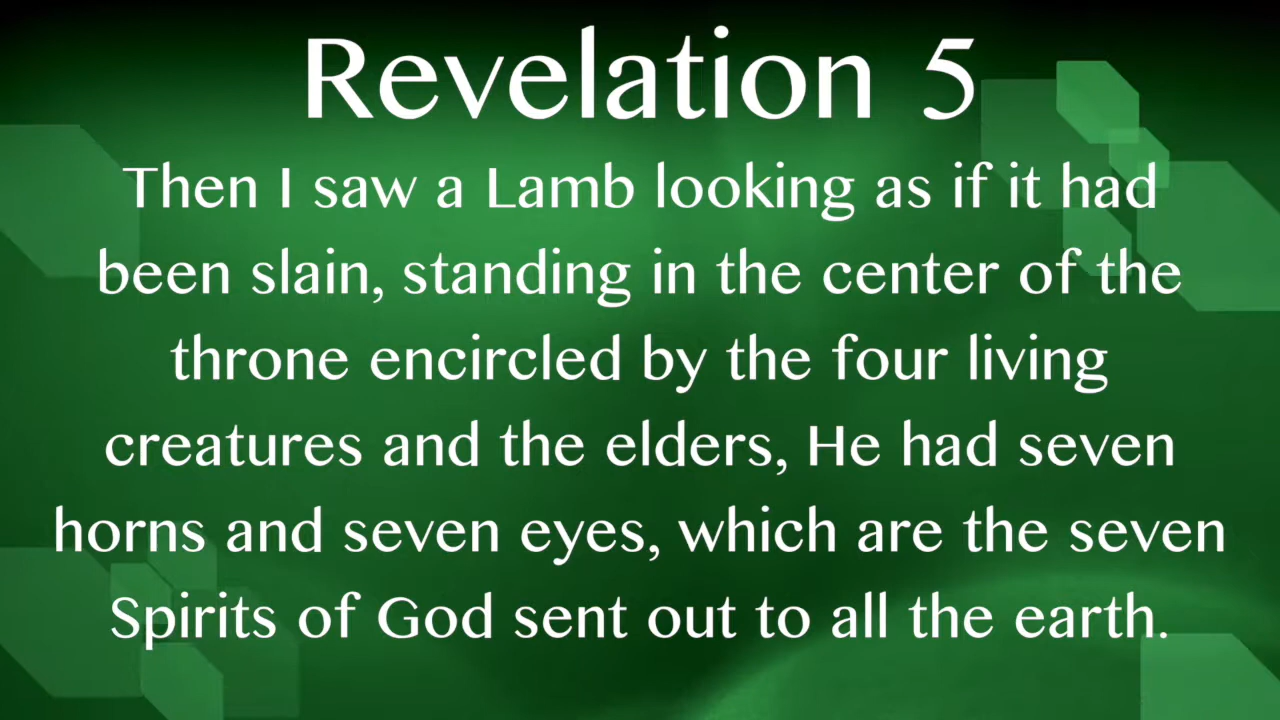 Revelation 5
Then I saw a Lamb looking as if it had
been slain, standing in the center of the
throne encircled by the four living
creatures and the elders, He had seven
horns and seven eyes, which are the seven
Spirits of God sent out to all the earth.